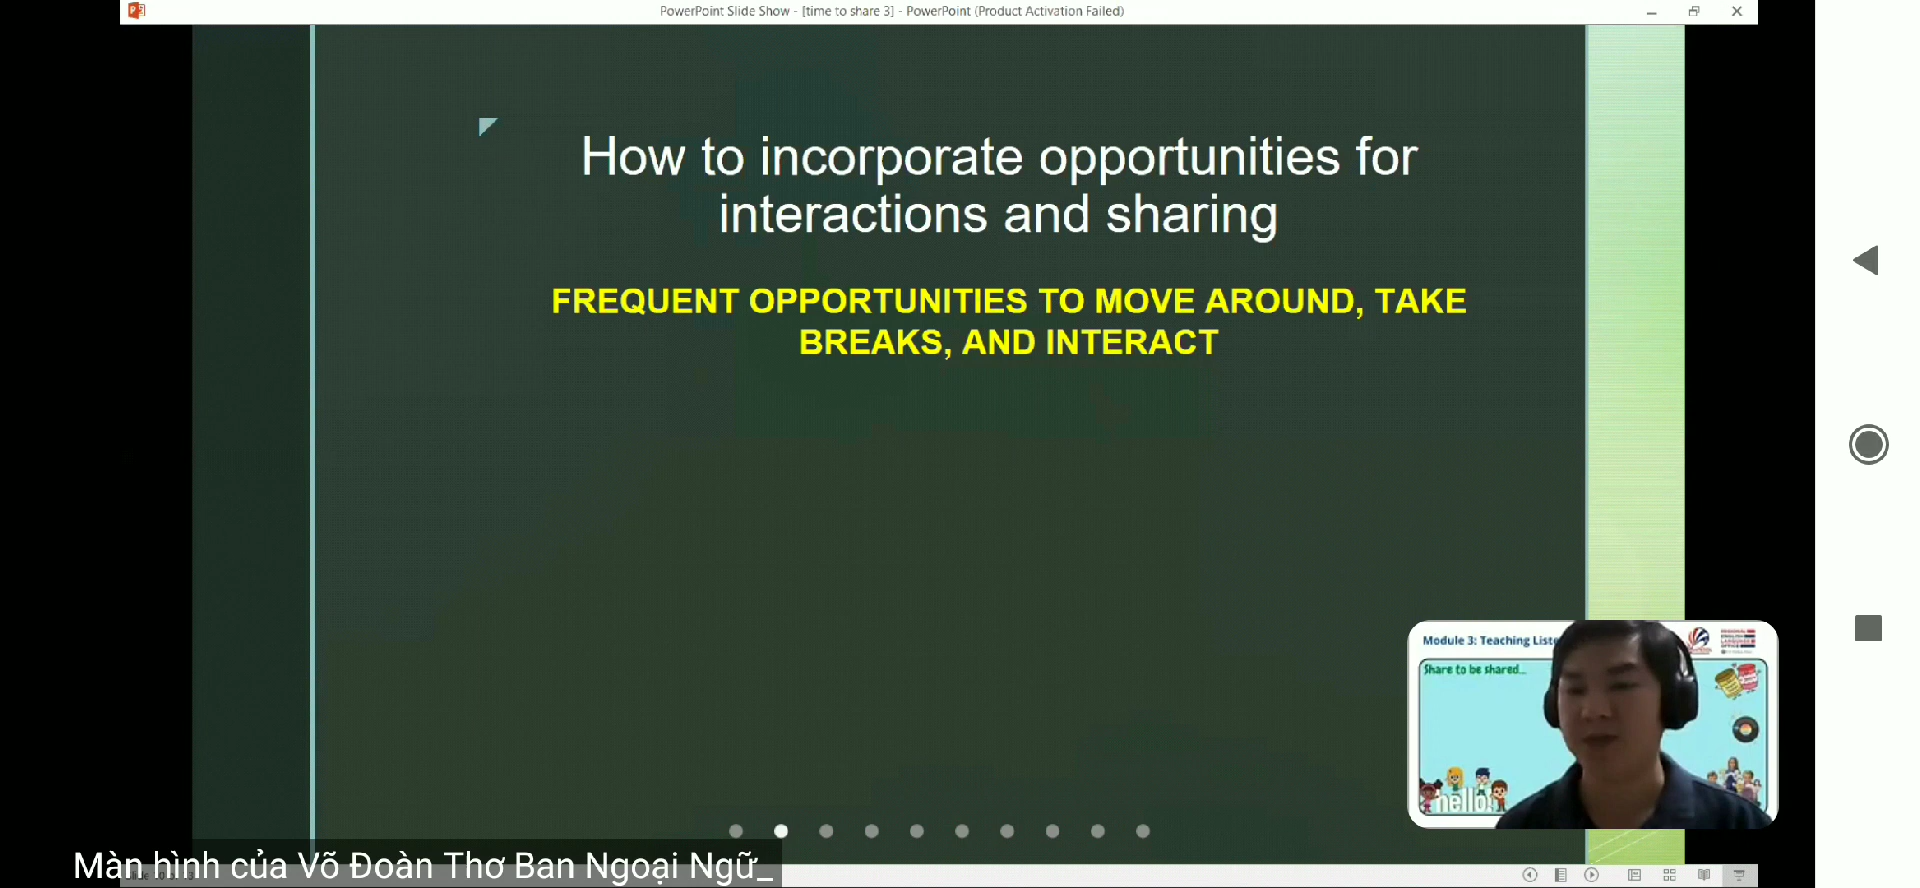 PowerPoint Slide Show - [time to share 3] - PowerPoint (Product Activation Failed)
How to incorporate opportunities for
interactions and sharing
FREQUENT OPPORTUNITIES TO MOVE AROUND, TAKE
BREAKS, AND INTERACT
Module 3: Teaching
Share to be shared...
hello!
Màn hình của Võ Đoàn Thơ Ban Ngoại Ngữ_